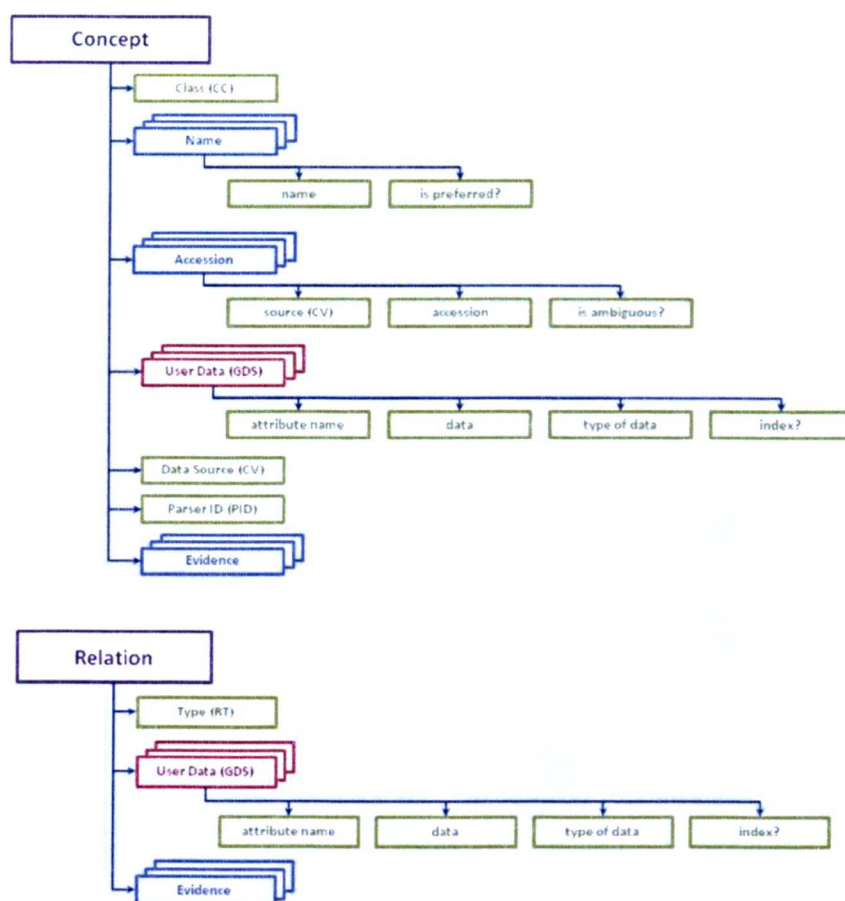 Concept
Class (CC)
Name
name is preferred?
Accession
source (CV) accession is ambiguous?
User Data (GDS)
attribute name data type of data index?
Data Source (CV)
Parser ID (PID)
Evidence
Relation
Type (RT)
User Data (GDS)
attribute name data type of data index?
Evidence